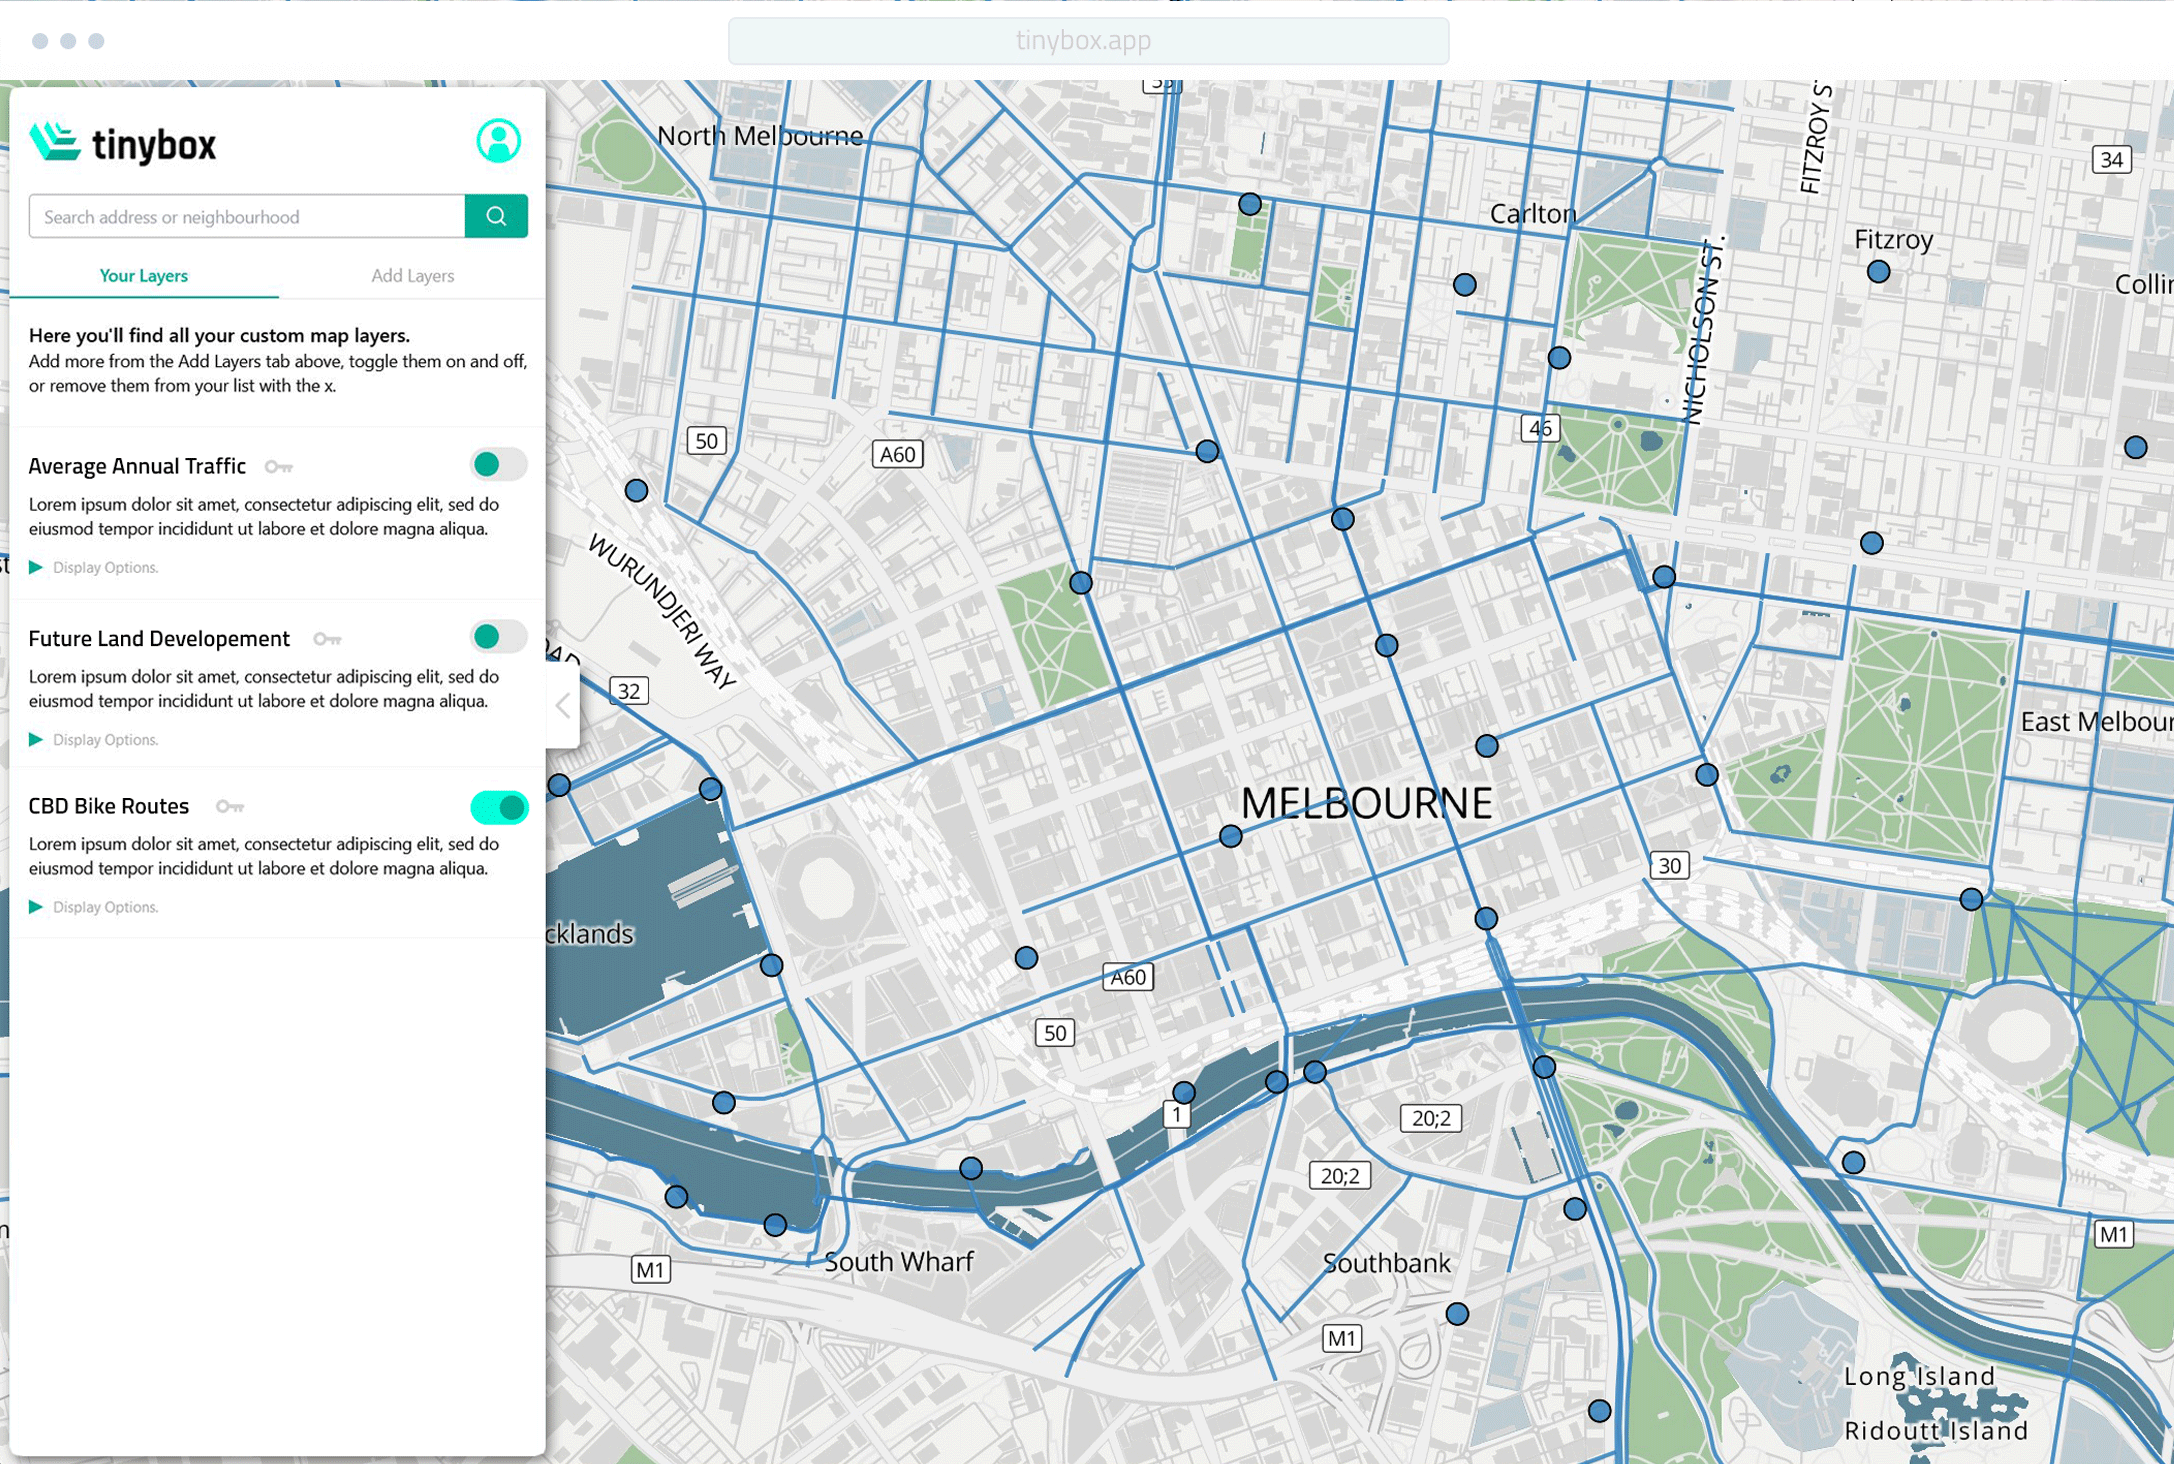 tinybox.app
tinybox
Search address or neighbourhood
Your Layers
Add Layers
Here you'll find all your custom map layers.
Add more from the Add Layers tab above, toggle them on and off,
or remove them from your list with the x.
Average Annual Traffic
Lorem ipsum dolor sit amet, consectetur adipiscing elit, sed do
eiusmod tempor incididunt ut labore et dolore magna aliqua.
Display Options.
Future Land Developement
Lorem ipsum dolor sit amet, consectetur adipiscing elit, sed do
eiusmod tempor incididunt ut labore et dolore magna aliqua.
Display Options.
CBD Bike Routes
Lorem ipsum dolor sit amet, consectetur adipiscing elit, sed do
eiusmod tempor incididunt ut labore et dolore magna aliqua.
Display Options.
North Melbourne
FITZROY S
34
Carlton
Fitzroy
Collin
NICHOLSON ST.
46
50
A60
WURUNDJERI WAY
32
East Melbour
MELBOURNE
30
cklands
A60
50
1
20;2
20;2
M1
South Wharf
Southbank
M1
M1
Long Island
Ridoutt Island